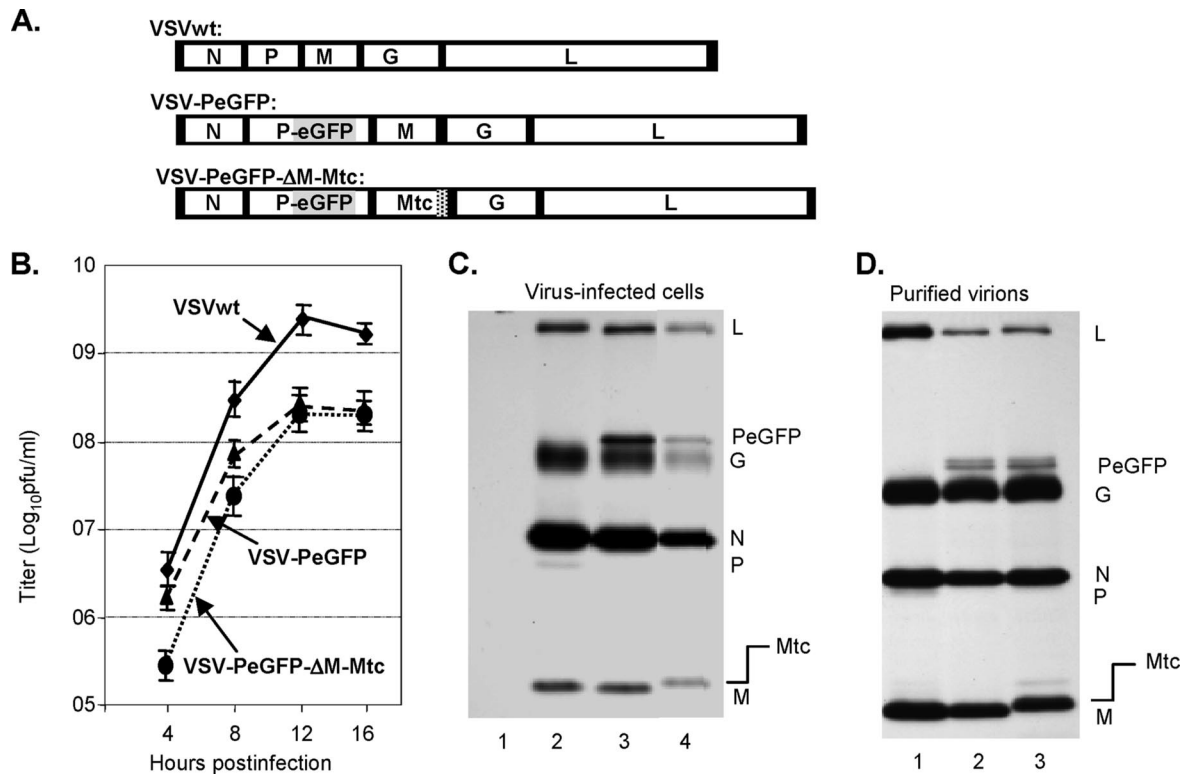 A.
VSVwt:
N P M G L
VSV-PeGFP:
N P-eGFP M G L
VSV-PeGFP-ΔM-Mtc:
N P-eGFP Mtc G L
B.
Titer (Log10pfu/ml)
10
09
08
07
06
05
VSVwt
VSV-PeGFP
VSV-PeGFP-ΔM-Mtc
4 8 12 16
Hours postinfection
C.
Virus-infected cells
L
PeGFP
G
N
P
Mtc
M
1 2 3 4
D.
Purified virions
L
PeGFP
G
N
P
Mtc
M
1 2 3